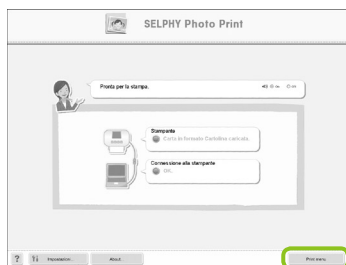 SELPHY Photo Print
Pronta per la stampa.
Stampante
Carta in formato Cartolina caricata.
Connessione alla stampante
OK.
? Impostazioni... About... Print menu